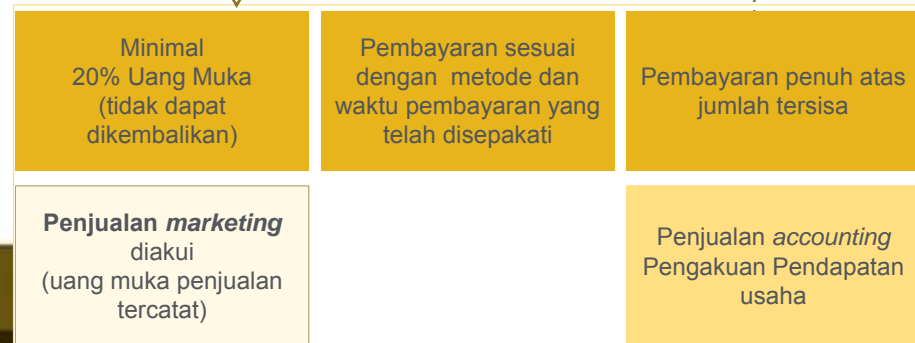 Minimal
20% Uang Muka
(tidak dapat
dikembalikan)
Pembayaran sesuai
dengan metode dan
waktu pembayaran yang
telah disepakati
Pembayaran penuh atas
jumlah tersisa
Penjualan marketing
diakui
(uang muka penjualan
tercatat)
Penjualan accounting
Pengakuan Pendapatan
usaha